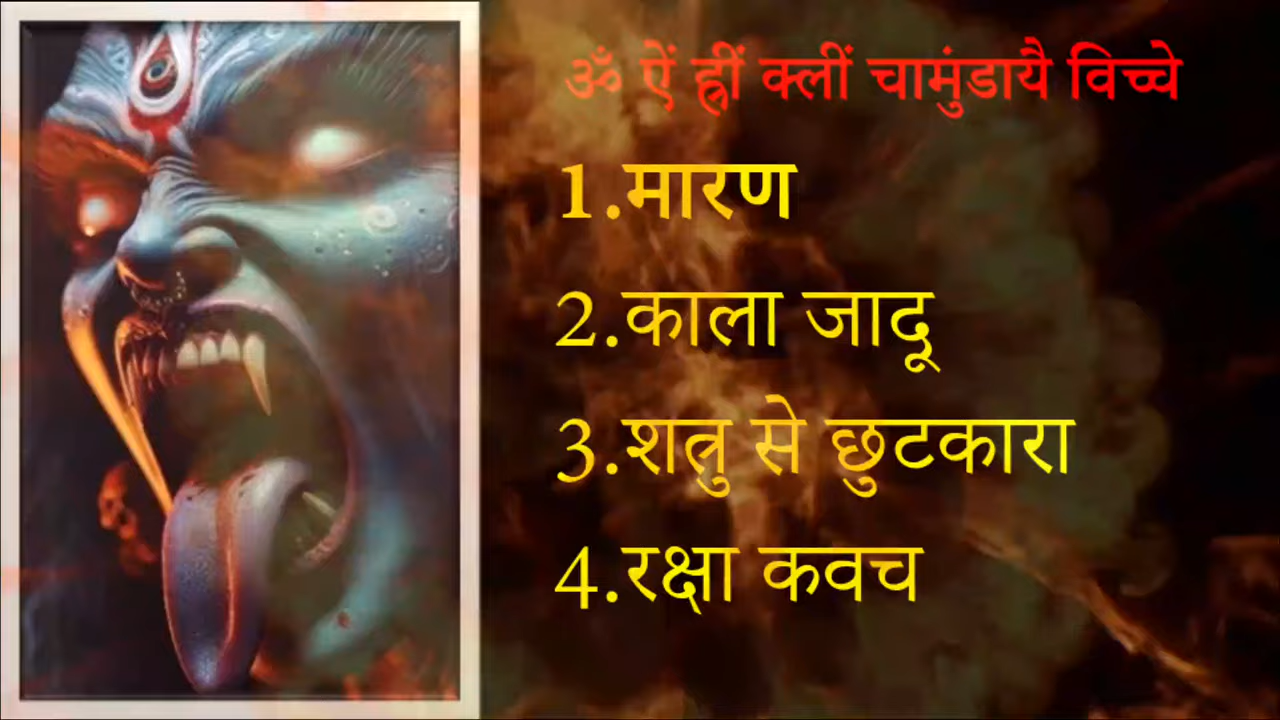 ॐ ऐं ह्रीं क्लीं चामुंडायै विच्चे
1.मारण
2.काला जादू
3.शत्रु से छुटकारा
4.रक्षा कवच